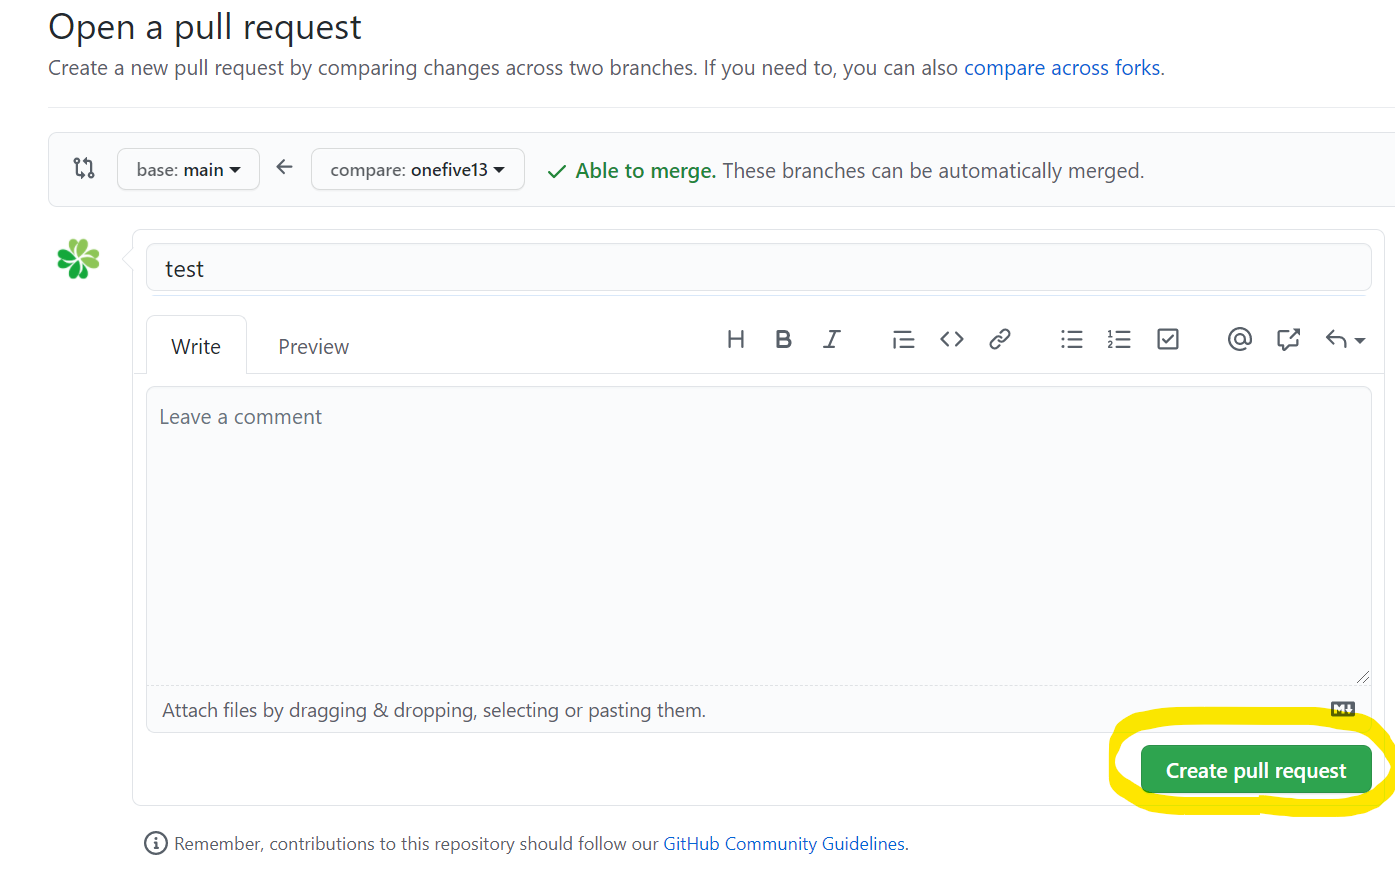 Open a pull request
Create a new pull request by comparing changes across two branches. If you need to, you can also compare across forks.
base: main compare: onefive13 Able to merge. These branches can be automatically merged.
test
Write Preview
Leave a comment
Attach files by dragging & dropping, selecting or pasting them.
Create pull request
Remember, contributions to this repository should follow our GitHub Community Guidelines.